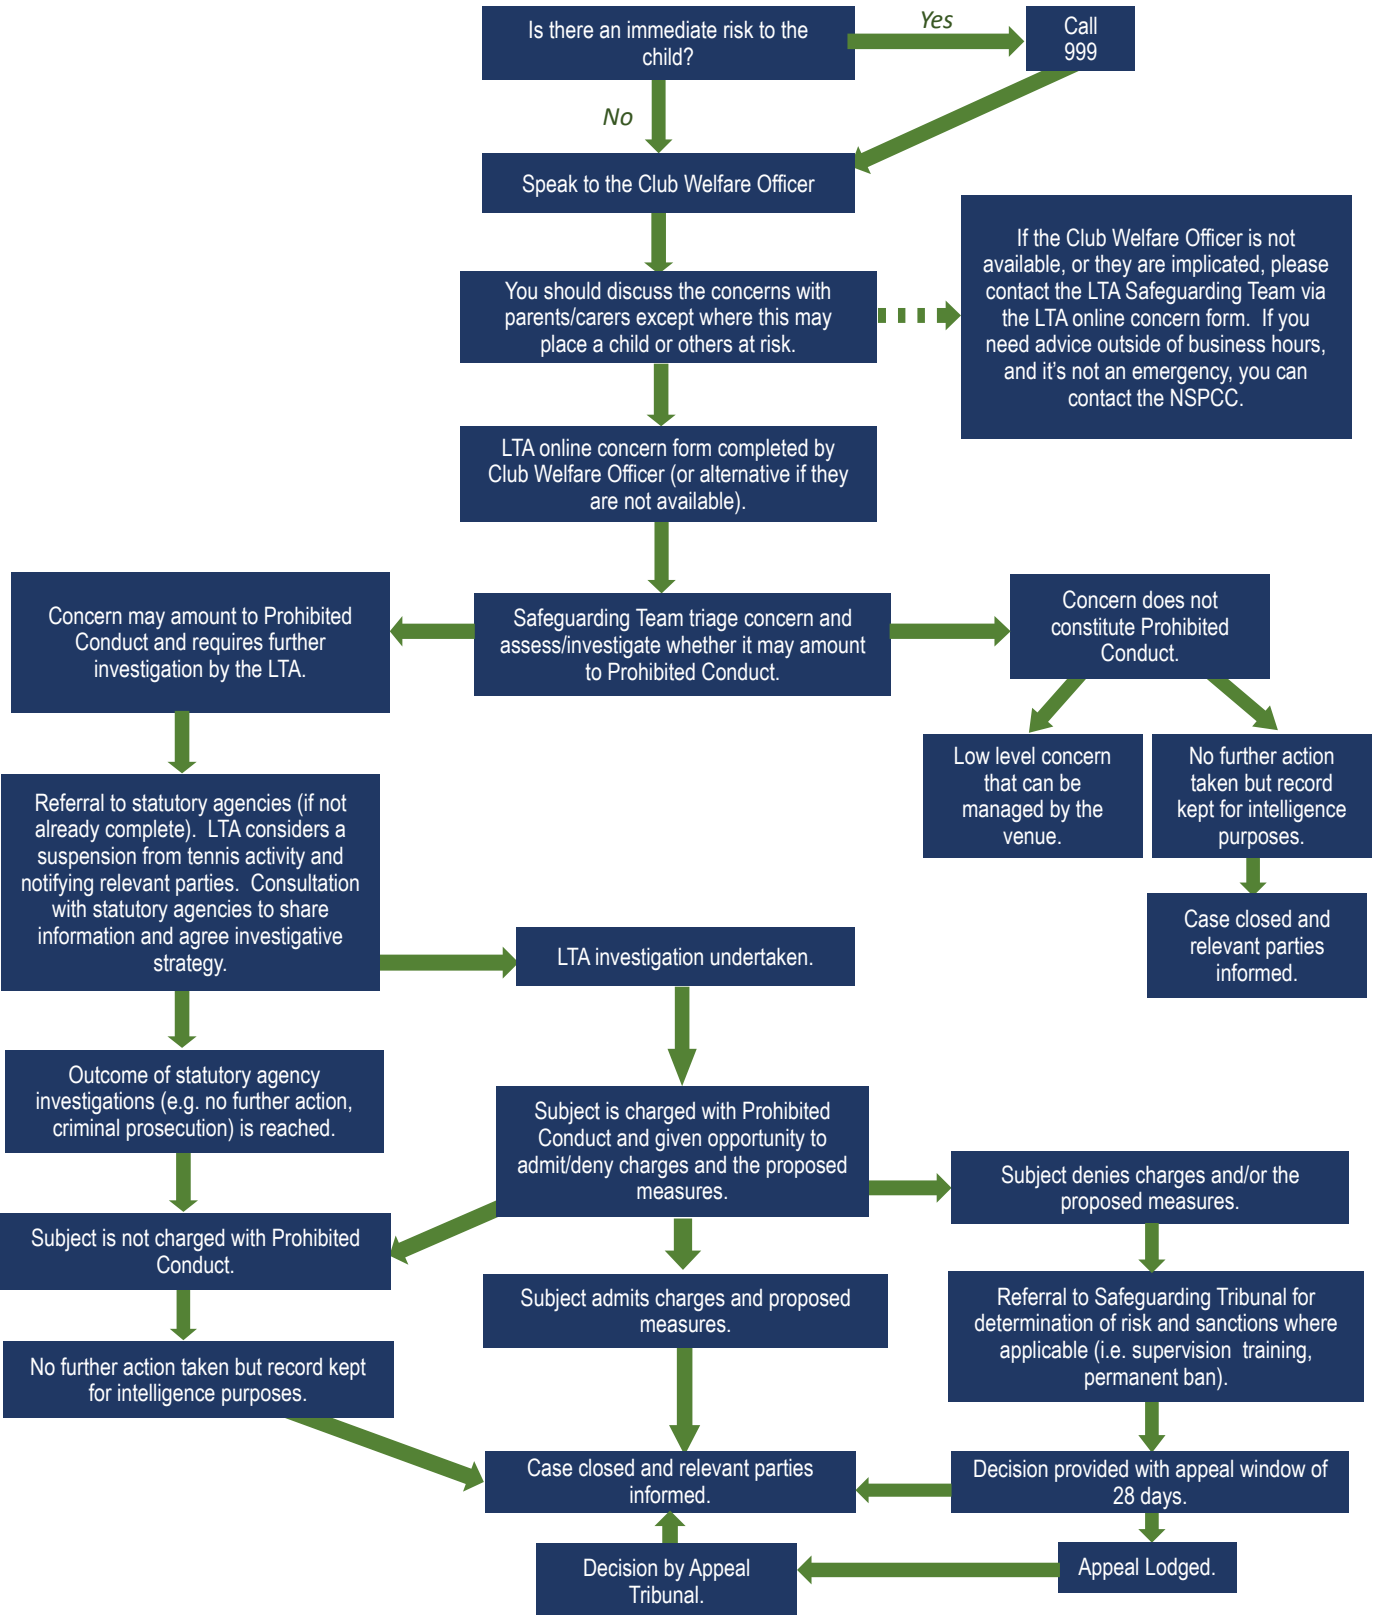 Is there an immediate risk to the
child?
Yes
Call
999
No
Speak to the Club Welfare Officer
If the Club Welfare Officer is not
available, or they are implicated, please
contact the LTA Safeguarding Team via
the LTA online concern form.  If you
need advice outside of business hours,
and it's not an emergency, you can
contact the NSPCC.
You should discuss the concerns with
parents/carers except where this may
place a child or others at risk.
LTA online concern form completed by
Club Welfare Officer (or alternative if they
are not available).
Concern may amount to Prohibited
Conduct and requires further
investigation by the LTA.
Safeguarding Team triage concern and
assess/investigate whether it may amount
to Prohibited Conduct.
Concern does not
constitute Prohibited
Conduct.
Low level concern
that can be
managed by the
venue.
No further action
taken but record
kept for intelligence
purposes.
Case closed and
relevant parties
informed.
Referral to statutory agencies (if not
already complete).  LTA considers a
suspension from tennis activity and
notifying relevant parties.  Consultation
with statutory agencies to share
information and agree investigative
strategy.
LTA investigation undertaken.
Outcome of statutory agency
investigations (e.g. no further action,
criminal prosecution) is reached.
Subject is charged with Prohibited
Conduct and given opportunity to
admit/deny charges and the proposed
measures.
Subject denies charges and/or the
proposed measures.
Subject is not charged with Prohibited
Conduct.
Subject admits charges and proposed
measures.
Referral to Safeguarding Tribunal for
determination of risk and sanctions where
applicable (i.e. supervision  training,
permanent ban).
No further action taken but record kept
for intelligence purposes.
Case closed and relevant parties
informed.
Decision provided with appeal window of
28 days.
Decision by Appeal
Tribunal.
Appeal Lodged.